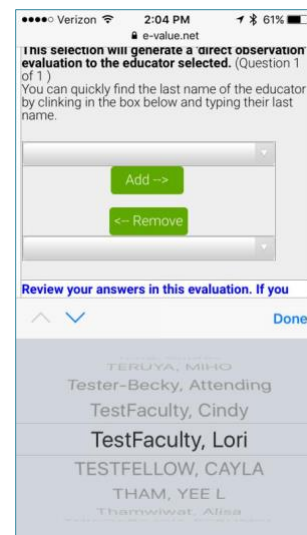 Verizon 2:04 PM 61%
e-value.net
This selection will generate a 'direct observation'
evaluation to the educator selected. (Question 1
of 1 )
You can quickly find the last name of the educator
by clinking in the box below and typing their last
name.
Add -->
<-- Remove
Review your answers in this evaluation. If you
Done
TERUYA, MIHO
Tester-Becky, Attending
TestFaculty, Cindy
TestFaculty, Lori
TESTFELLOW, CAYLA
THAM, YEE L
Thamwiwat, Alisa